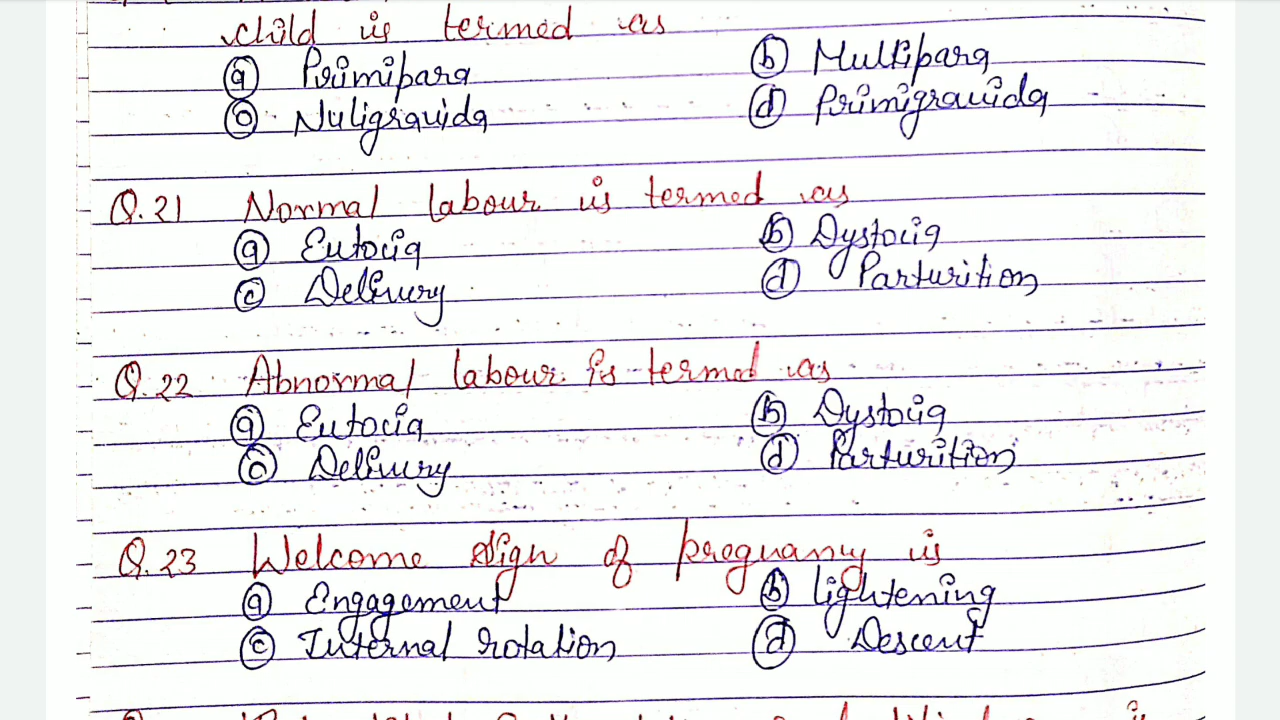 child is termed as
(a) Primipara (b) Multipara
(c) Nuligravida (d) Primigravida
Q.21 Normal labour is termed as
(a) Eutocia (b) Dystocia
(c) Delivery (d) Parturition
Q.22 Abnormal labour is termed as
(a) Eutocia (b) Dystocia
(c) Delivery (d) Parturition
Q.23 Welcome sign of pregnancy is
(a) Engagement (b) lightening
(c) Internal rotation (d) Descent